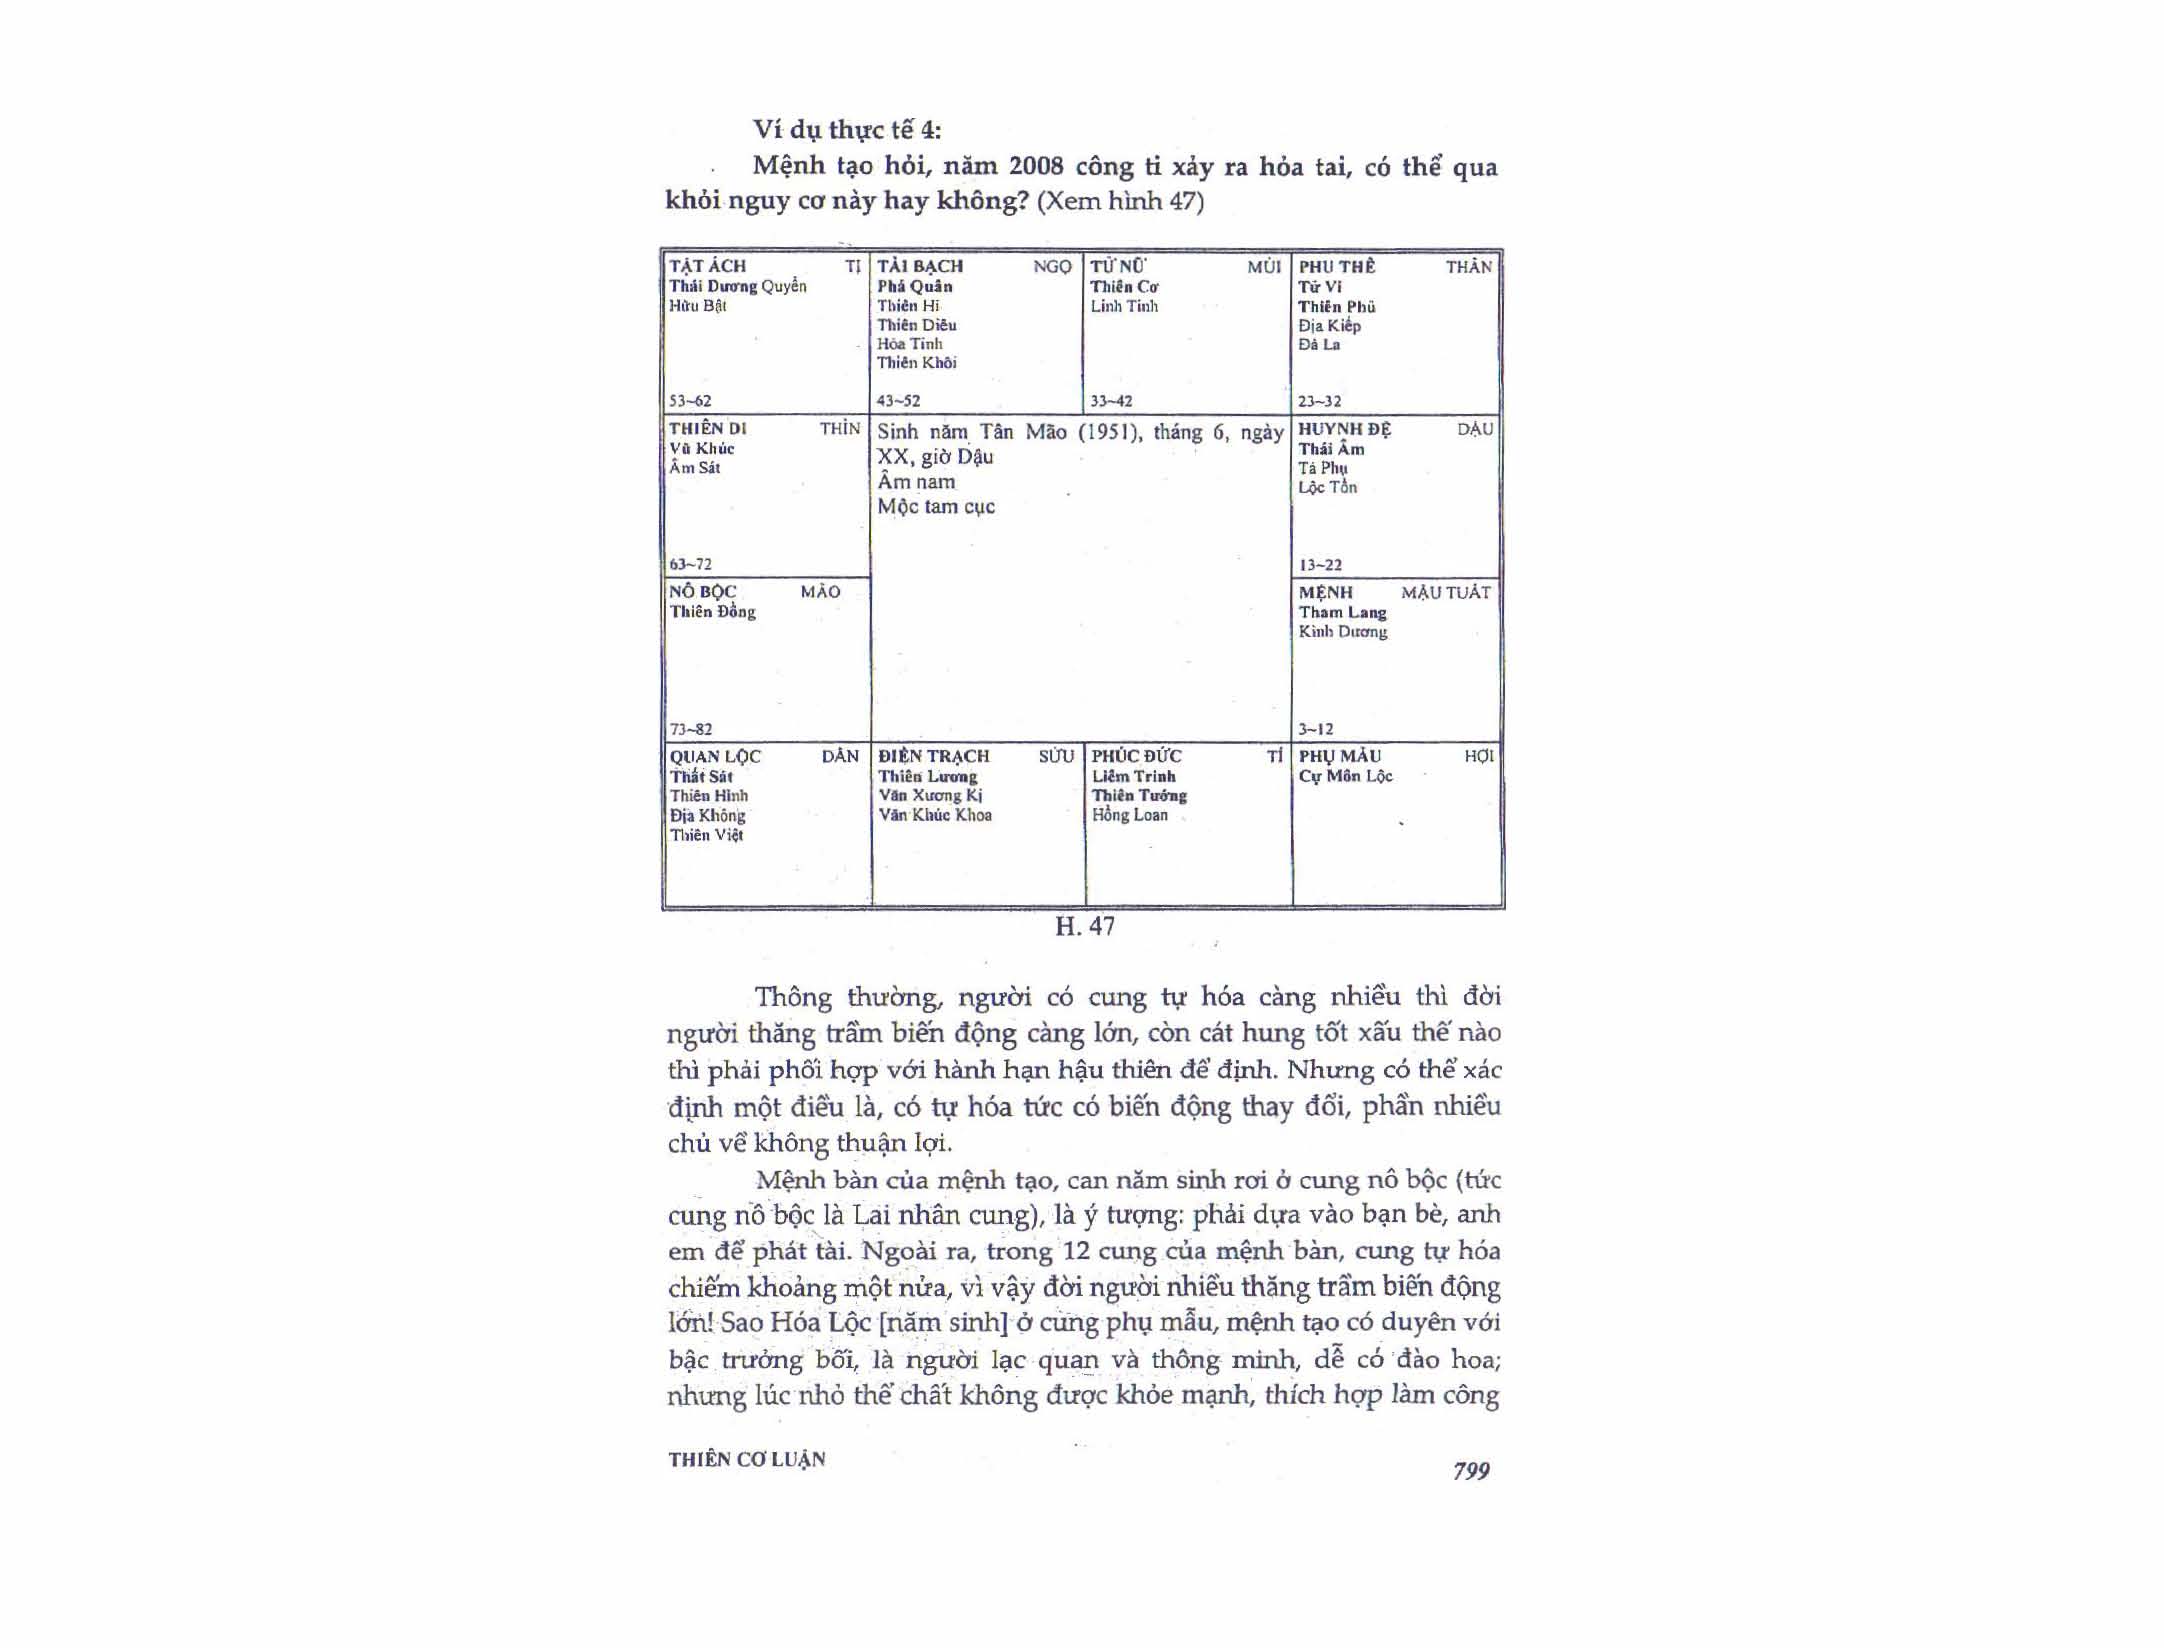 Ví dụ thực tế 4:
Mệnh tạo hỏi, năm 2008 công ti xảy ra hỏa tai, có thể qua
khỏi nguy cơ này hay không? (Xem hình 47)
TẬT ÁCH TỊ
Thái Dương Quyền
Hữu Bật
53~62
TÀI BẠCH NGỌ
Phá Quân
Thiên Hỉ
Thiên Diêu
Hỏa Tinh
Thiên Khôi
43~52
TỬ NỮ MÙI
Thiên Cơ
Linh Tinh
33~42
PHU THÊ THÂN
Tử Vi
Thiên Phủ
Địa Kiếp
Đà La
23~32
THIÊN DI THÌN
Vũ Khúc
Âm Sát
63~72
Sinh năm Tân Mão (1951), tháng 6, ngày
XX, giờ Dậu
Âm nam
Mộc tam cục
HUYNH ĐỆ DẬU
Thái Âm
Tả Phụ
Lộc Tồn
13~22
NÔ BỘC MÃO
Thiên Đồng
73~82
MỆNH MẬU TUẤT
Tham Lang
Kình Dương
3~12
QUAN LỘC DẦN
Thất Sát
Thiên Hình
Địa Không
Thiên Việt
ĐIỀN TRẠCH SỬU
Thiên Lương
Văn Xương Kị
Văn Khúc Khoa
PHÚC ĐỨC TÍ
Liêm Trinh
Thiên Tướng
Hồng Loan
PHỤ MẪU HỢI
Cự Môn Lộc
H. 47
Thông thường, người có cung tự hóa càng nhiều thì đời
người thăng trầm biến động càng lớn, còn cát hung tốt xấu thế nào
thì phải phối hợp với hành hạn hậu thiên để định. Nhưng có thể xác
định một điều là, có tự hóa tức có biến động thay đổi, phần nhiều
chủ về không thuận lợi.
Mệnh bàn của mệnh tạo, can năm sinh rơi ở cung nô bộc (tức
cung nô bộc là Lai nhân cung), là ý tượng: phải dựa vào bạn bè, anh
em để phát tài. Ngoài ra, trong 12 cung của mệnh bàn, cung tự hóa
chiếm khoảng một nửa, vì vậy đời người nhiều thăng trầm biến động
lớn! Sao Hóa Lộc [năm sinh] ở cung phụ mẫu, mệnh tạo có duyên với
bậc trưởng bối, là người lạc quan và thông minh, dễ có đào hoa;
nhưng lúc nhỏ thể chất không được khỏe mạnh, thích hợp làm công
THIÊN CƠ LUẬN
799